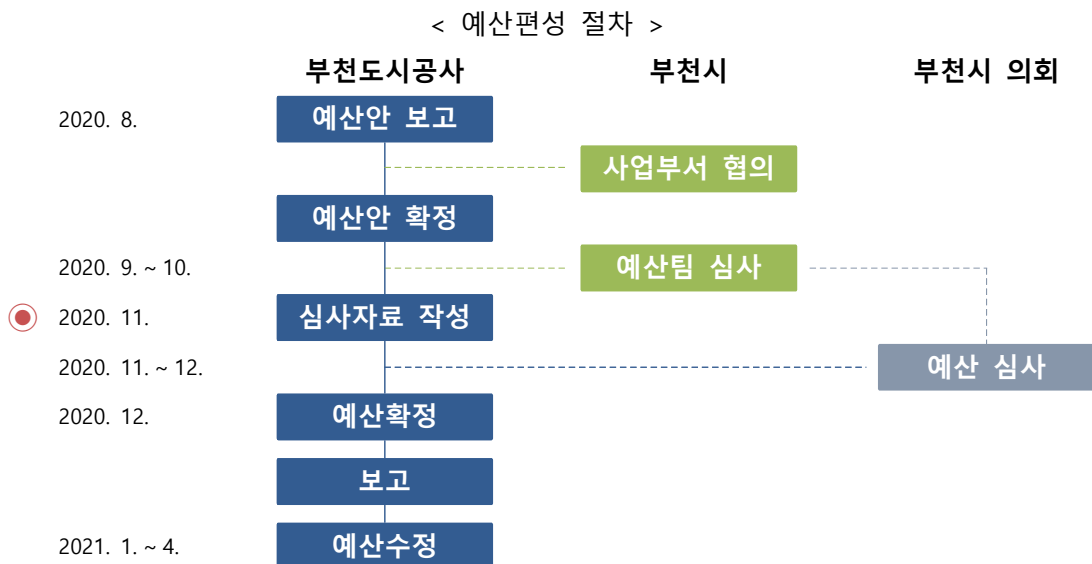 < 예산편성 절차 >
부천도시공사 부천시 부천시 의회
2020. 8. 예산안 보고
사업부서 협의
예산안 확정
2020. 9. ~ 10. 예산팀 심사
2020. 11. 심사자료 작성
2020. 11. ~ 12. 예산 심사
2020. 12. 예산확정
보고
2021. 1. ~ 4. 예산수정